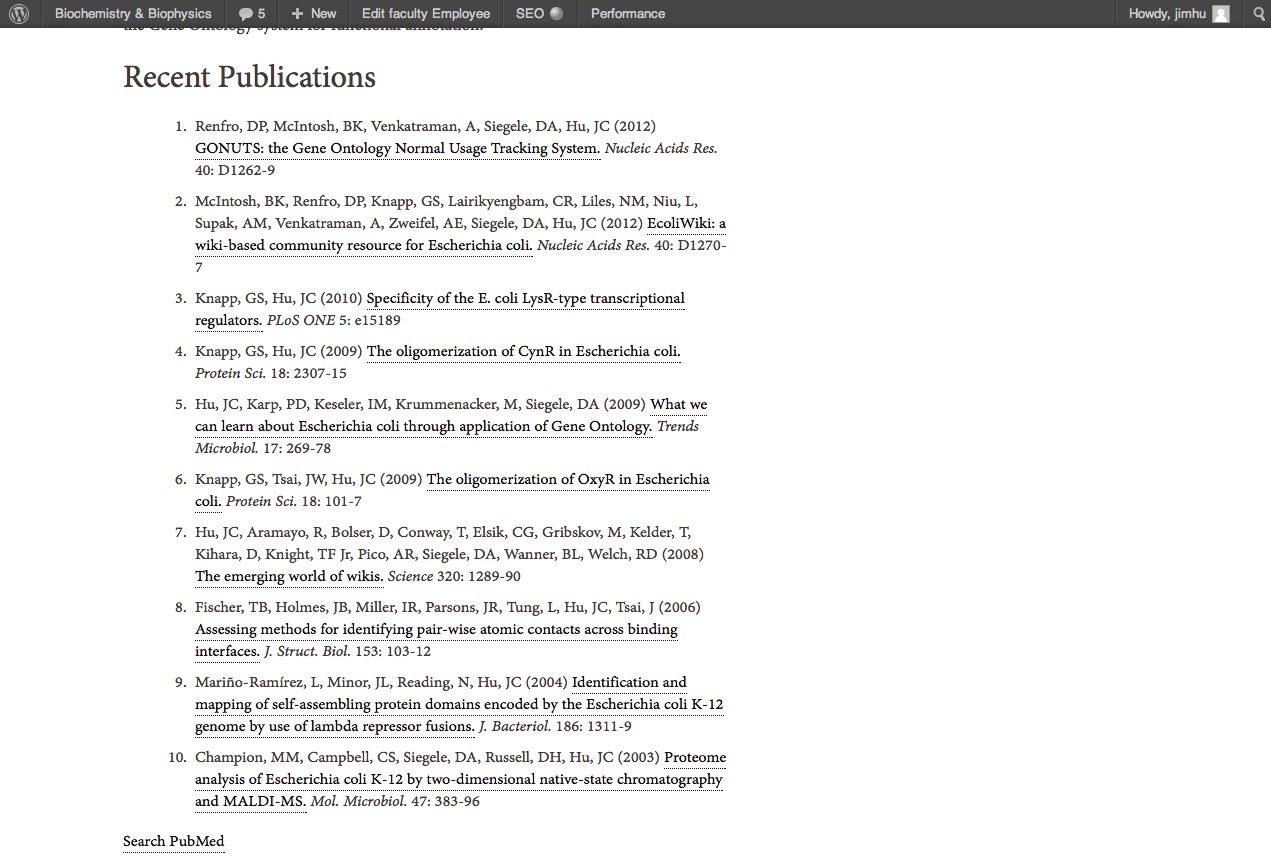 Biochemistry & Biophysics 5 + New Edit faculty Employee SEO Performance Howdy, jimhu
the Gene Ontology system for functional annotation.
Recent Publications
1. Renfro, DP, McIntosh, BK, Venkatraman, A, Siegele, DA, Hu, JC (2012)
GONUTS: the Gene Ontology Normal Usage Tracking System. Nucleic Acids Res.
40: D1262-9
2. McIntosh, BK, Renfro, DP, Knapp, GS, Lairikyengbam, CR, Liles, NM, Niu, L,
Supak, AM, Venkatraman, A, Zweifel, AE, Siegele, DA, Hu, JC (2012) EcoliWiki: a
wiki-based community resource for Escherichia coli. Nucleic Acids Res. 40: D1270-
7
3. Knapp, GS, Hu, JC (2010) Specificity of the E. coli LysR-type transcriptional
regulators. PLoS ONE 5: e15189
4. Knapp, GS, Hu, JC (2009) The oligomerization of CynR in Escherichia coli.
Protein Sci. 18: 2307-15
5. Hu, JC, Karp, PD, Keseler, IM, Krummenacker, M, Siegele, DA (2009) What we
can learn about Escherichia coli through application of Gene Ontology. Trends
Microbiol. 17: 269-78
6. Knapp, GS, Tsai, JW, Hu, JC (2009) The oligomerization of OxyR in Escherichia
coli. Protein Sci. 18: 101-7
7. Hu, JC, Aramayo, R, Bolser, D, Conway, T, Elsik, CG, Gribskov, M, Kelder, T,
Kihara, D, Knight, TF Jr, Pico, AR, Siegele, DA, Wanner, BL, Welch, RD (2008)
The emerging world of wikis. Science 320: 1289-90
8. Fischer, TB, Holmes, JB, Miller, IR, Parsons, JR, Tung, L, Hu, JC, Tsai, J (2006)
Assessing methods for identifying pair-wise atomic contacts across binding
interfaces. J. Struct. Biol. 153: 103-12
9. Mariño-Ramírez, L, Minor, JL, Reading, N, Hu, JC (2004) Identification and
mapping of self-assembling protein domains encoded by the Escherichia coli K-12
genome by use of lambda repressor fusions. J. Bacteriol. 186: 1311-9
10. Champion, MM, Campbell, CS, Siegele, DA, Russell, DH, Hu, JC (2003) Proteome
analysis of Escherichia coli K-12 by two-dimensional native-state chromatography
and MALDI-MS. Mol. Microbiol. 47: 383-96
Search PubMed